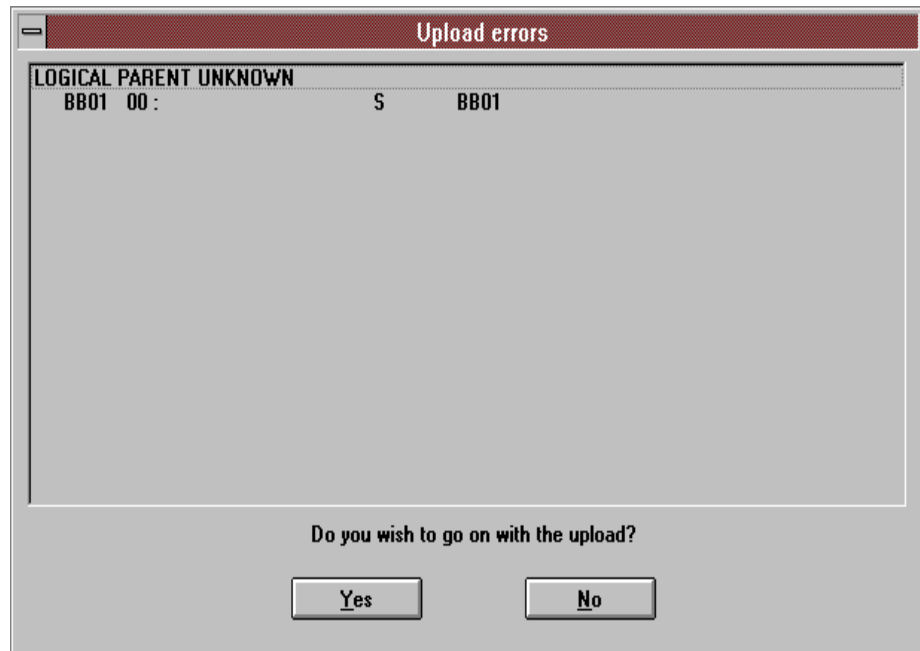 Upload errors
LOGICAL PARENT UNKNOWN
BB01 00 : S BB01
Do you wish to go on with the upload?
Yes No